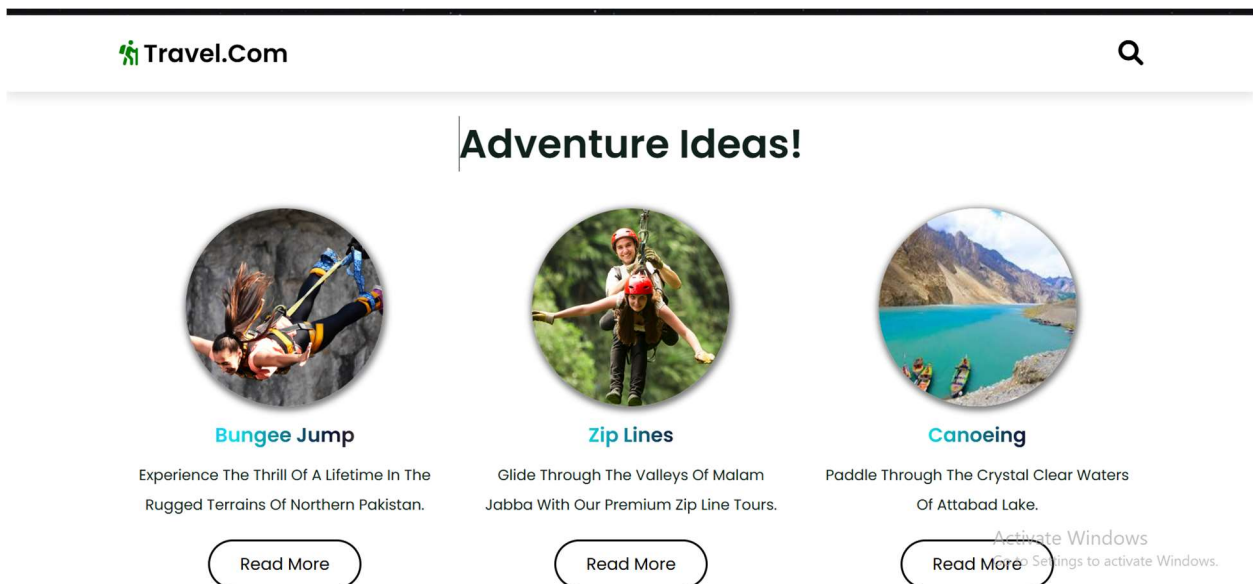 Travel.Com
Adventure Ideas!
Bungee Jump
Experience The Thrill Of A Lifetime In The
Rugged Terrains Of Northern Pakistan.
Read More
Zip Lines
Glide Through The Valleys Of Malam
Jabba With Our Premium Zip Line Tours.
Read More
Canoeing
Paddle Through The Crystal Clear Waters
Of Attabad Lake.
Read More
Activate Windows
Go to Settings to activate Windows.